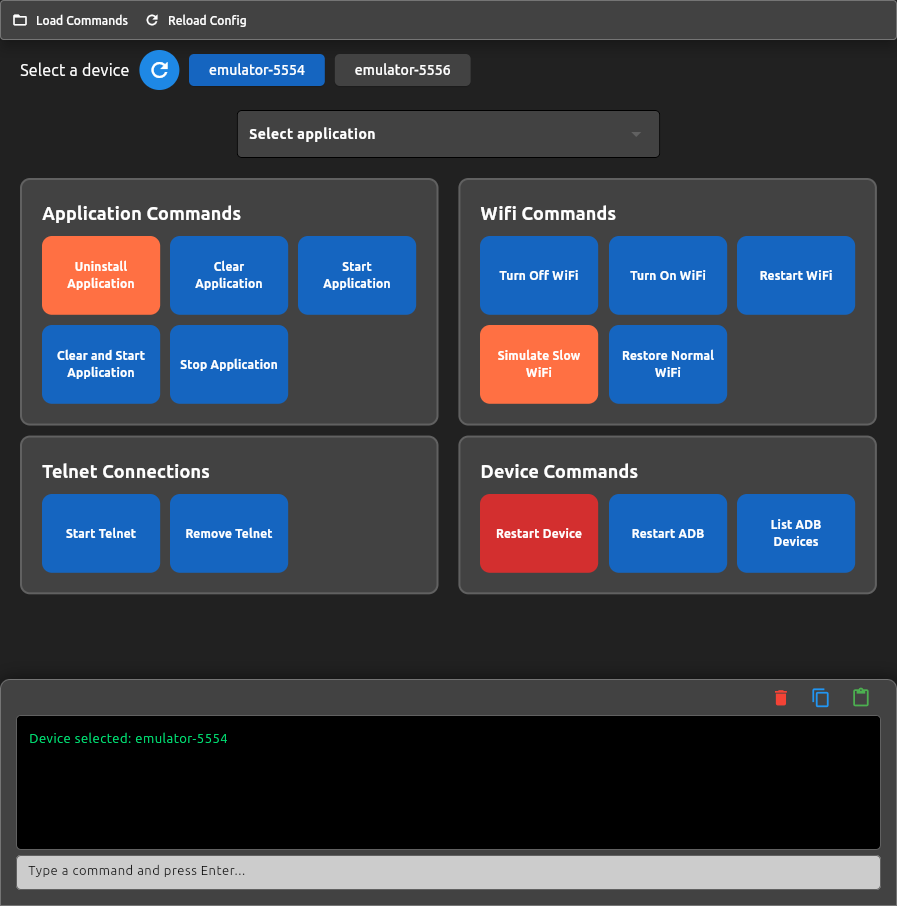 Load Commands Reload Config
Select a device emulator-5554 emulator-5556
Select application
Application Commands
Uninstall
Application
Clear
Application
Start
Application
Clear and Start
Application
Stop Application
Wifi Commands
Turn Off WiFi
Turn On WiFi
Restart WiFi
Simulate Slow
WiFi
Restore Normal
WiFi
Telnet Connections
Start Telnet
Remove Telnet
Device Commands
Restart Device
Restart ADB
List ADB
Devices
Device selected: emulator-5554
Type a command and press Enter...